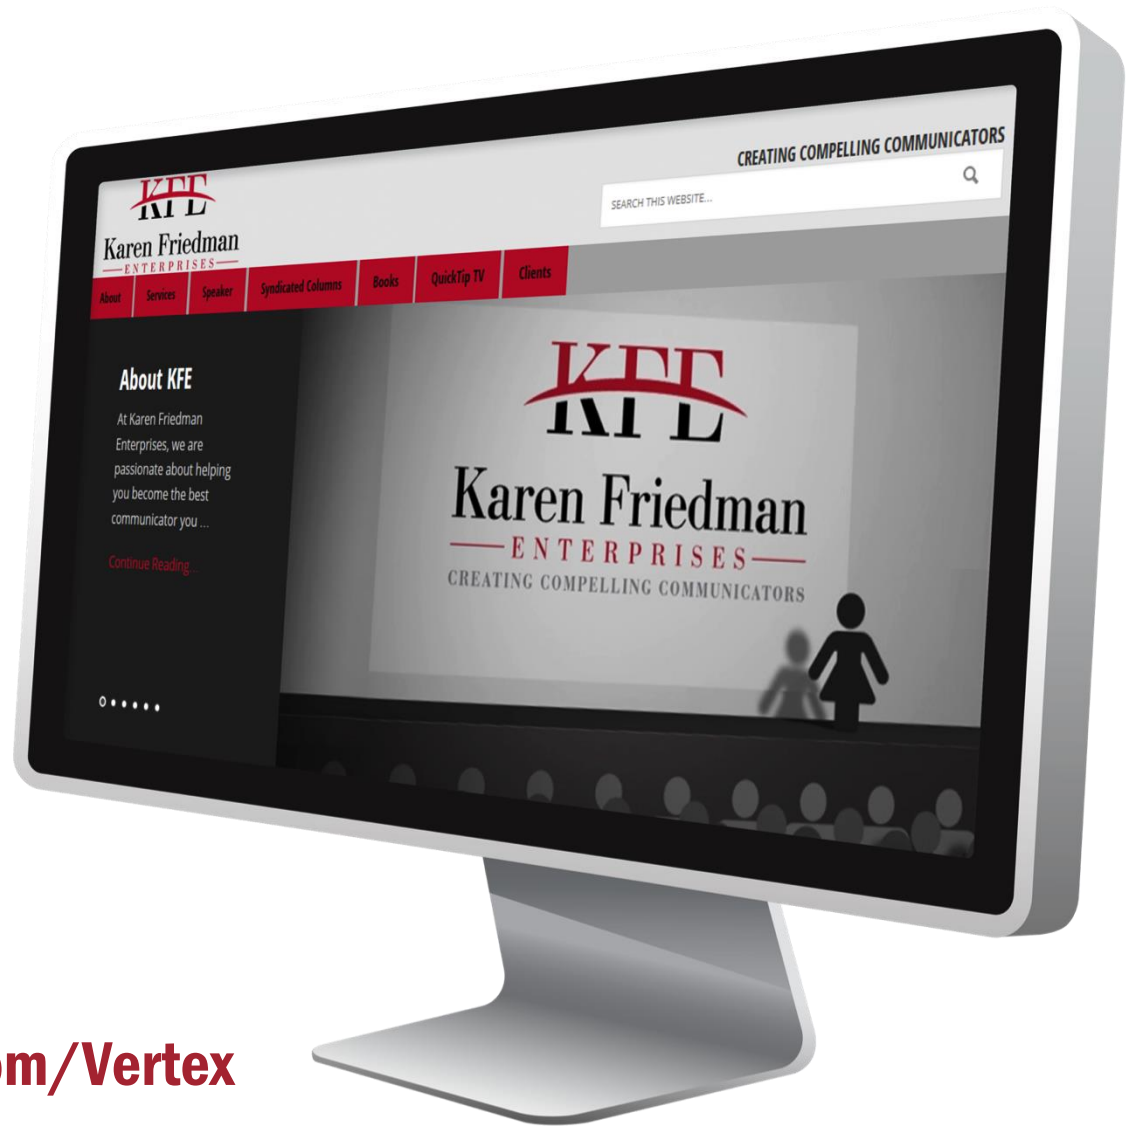 CREATING COMPELLING COMMUNICATORS
SEARCH THIS WEBSITE...
KFE
Karen Friedman
ENTERPRISES
About Services Speaker Syndicated Columns Books QuickTip TV Clients
About KFE
At Karen Friedman
Enterprises, we are
passionate about helping
you become the best
communicator you ...
Continue Reading...
KFE
Karen Friedman
ENTERPRISES
CREATING COMPELLING COMMUNICATORS
om/Vertex